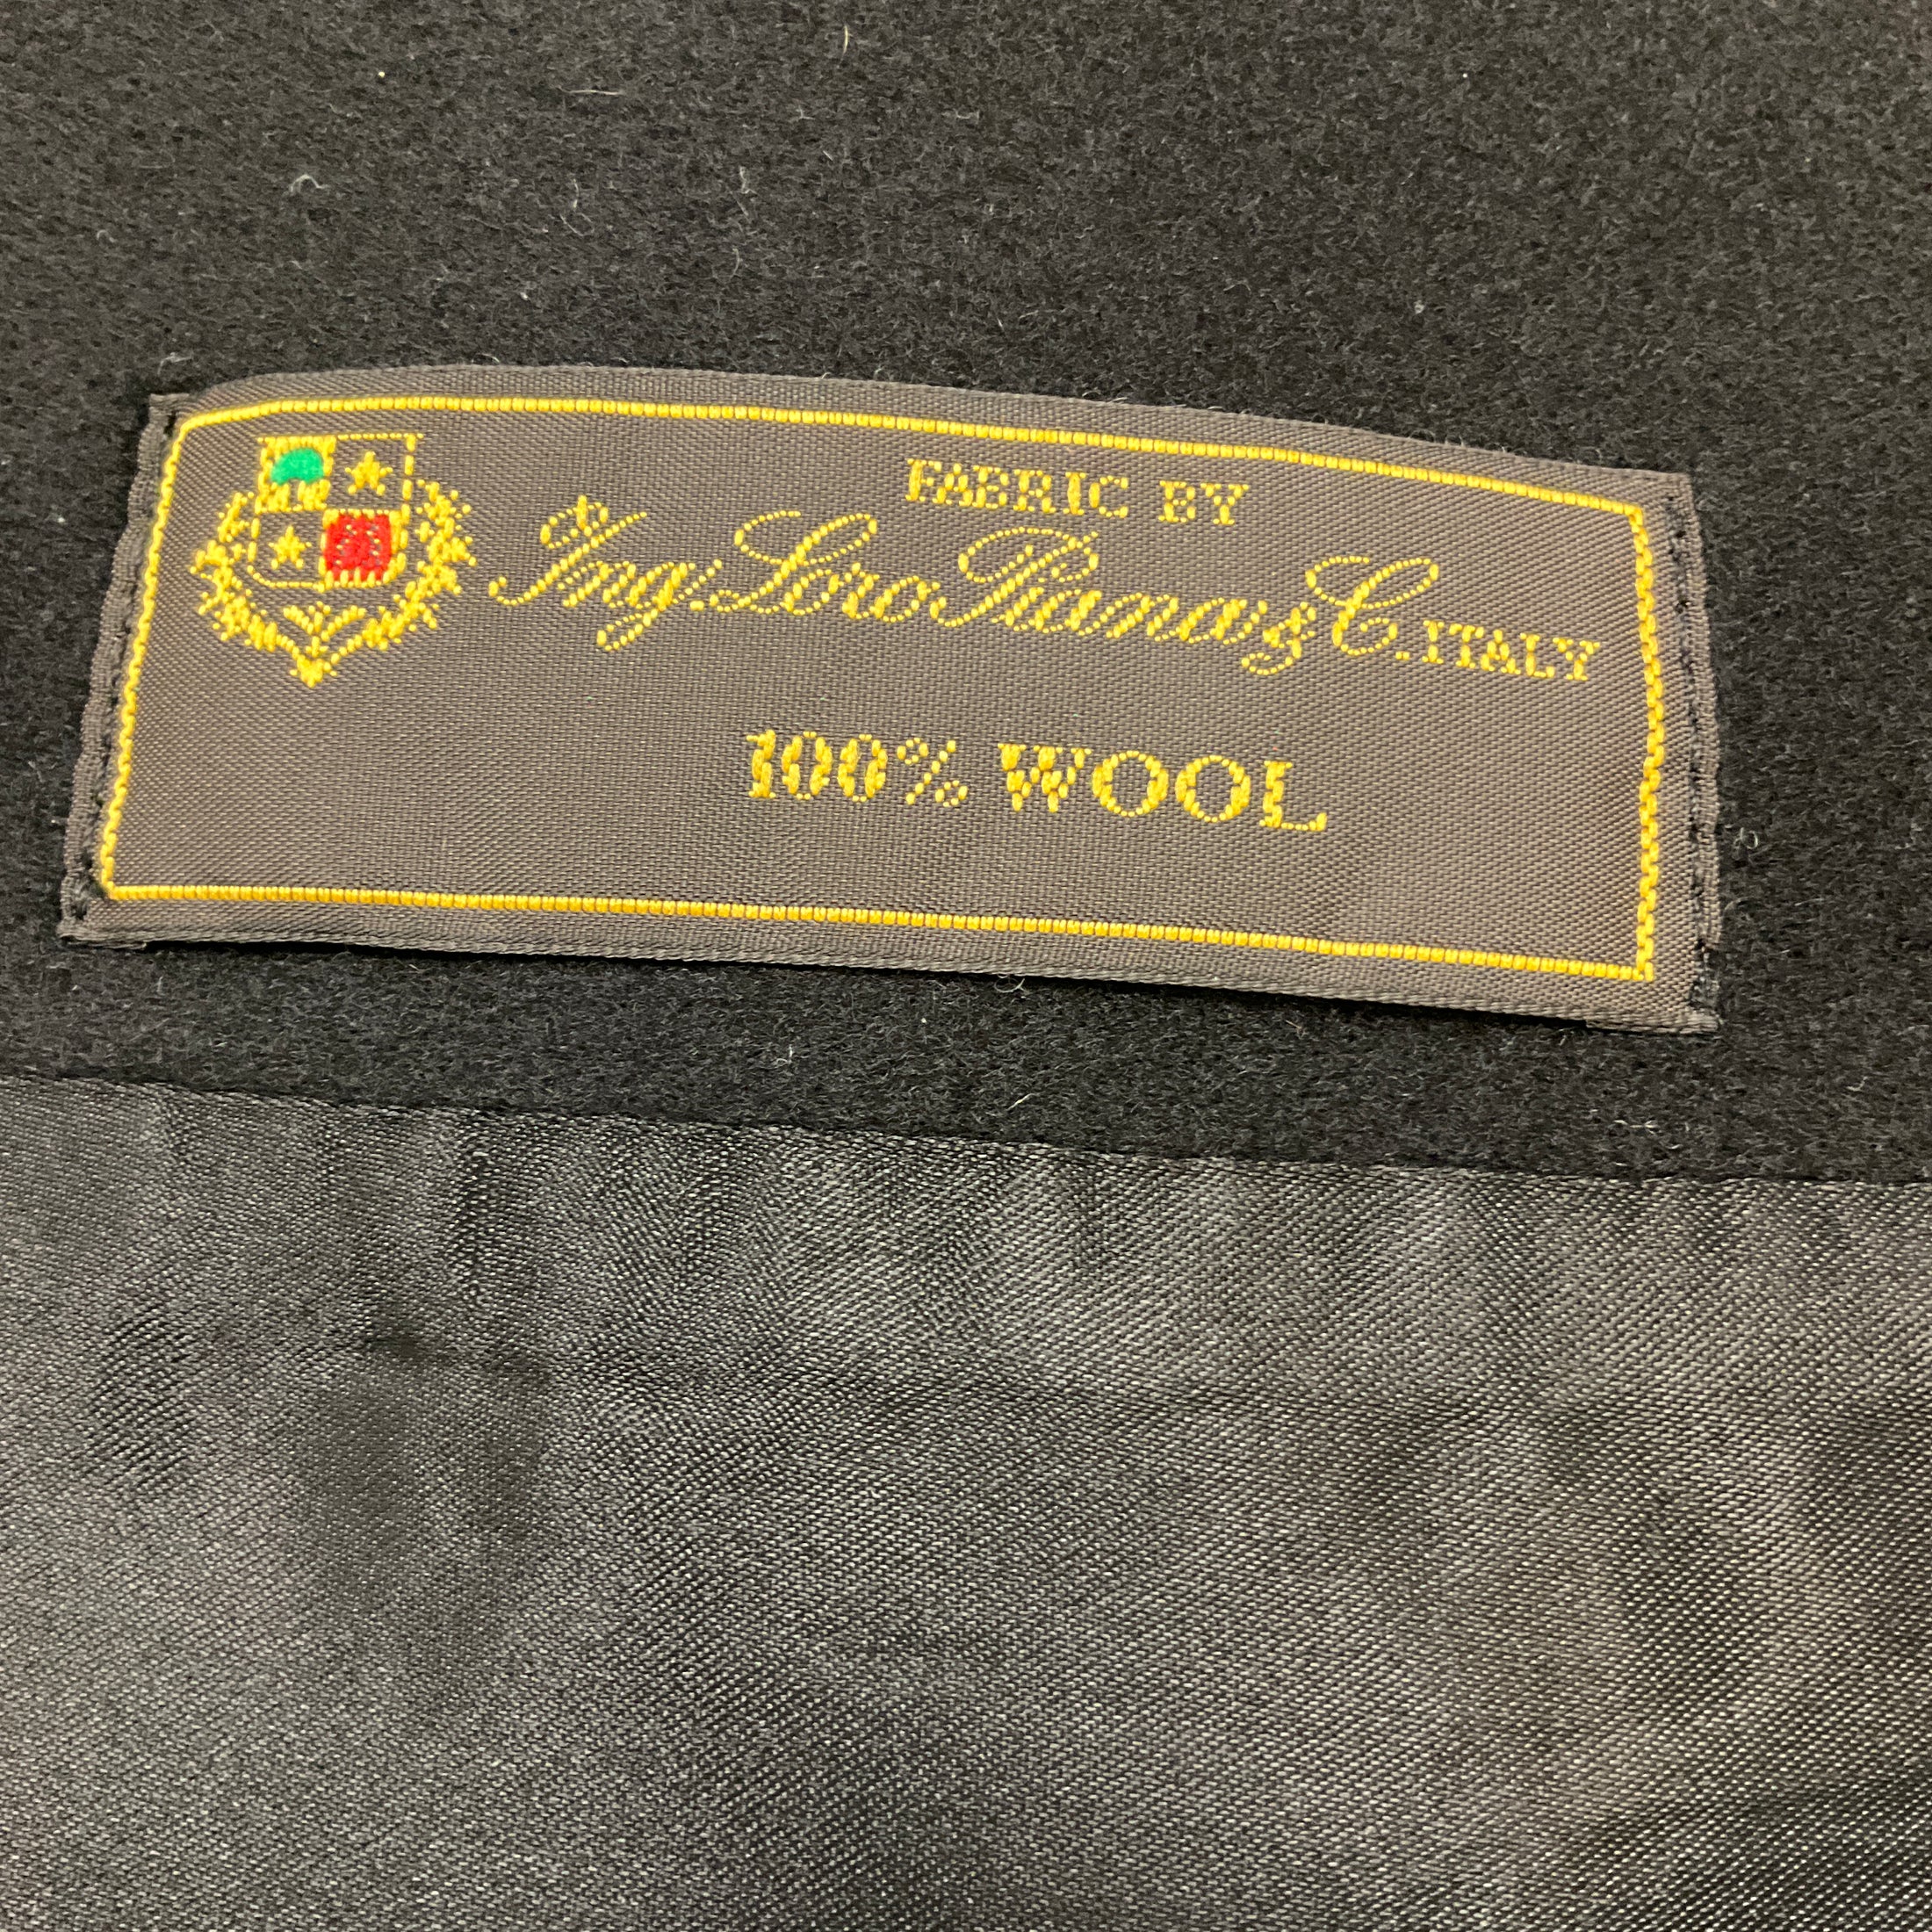 FABRIC BY
Ing. Loro Piana & C. ITALY
100% WOOL